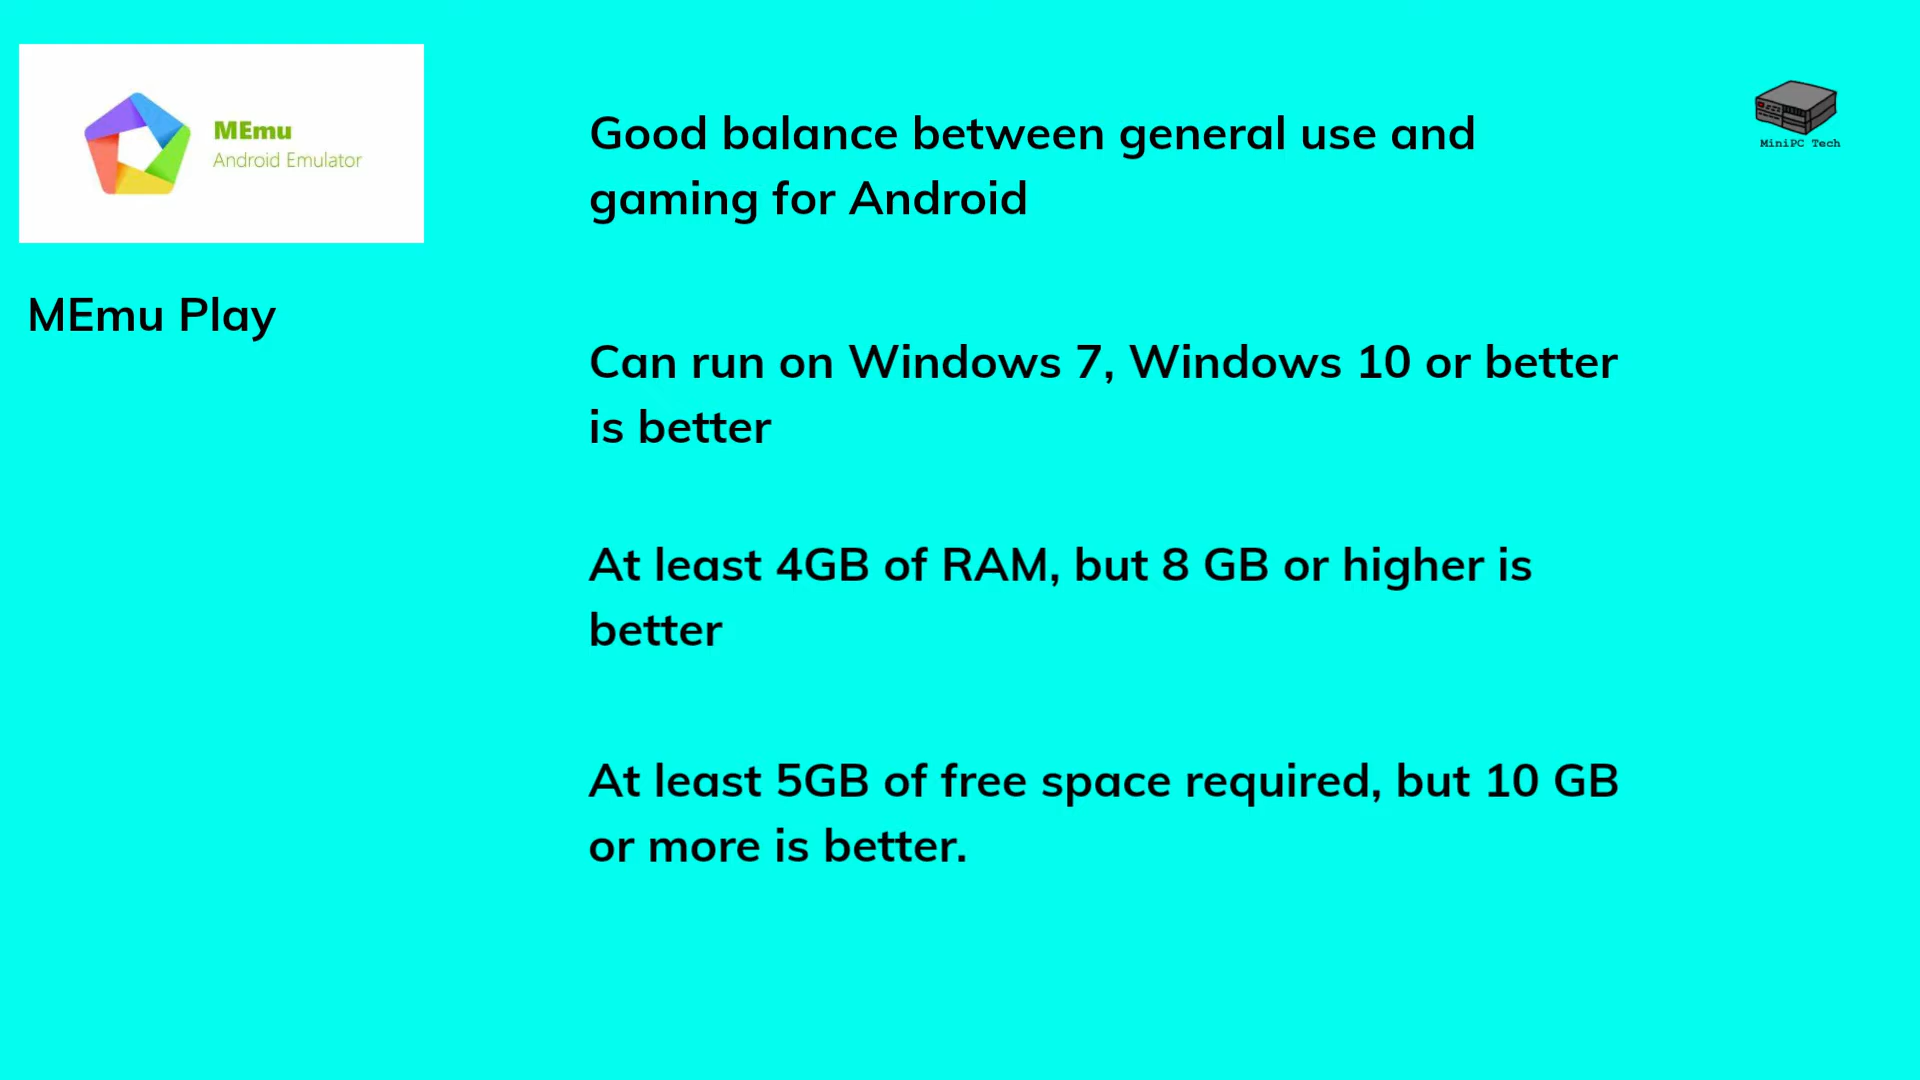 MEmu
Android Emulator
MEmu Play
Good balance between general use and
gaming for Android
Can run on Windows 7, Windows 10 or better
is better
At least 4GB of RAM, but 8 GB or higher is
better
At least 5GB of free space required, but 10 GB
or more is better.
MiniPC Tech